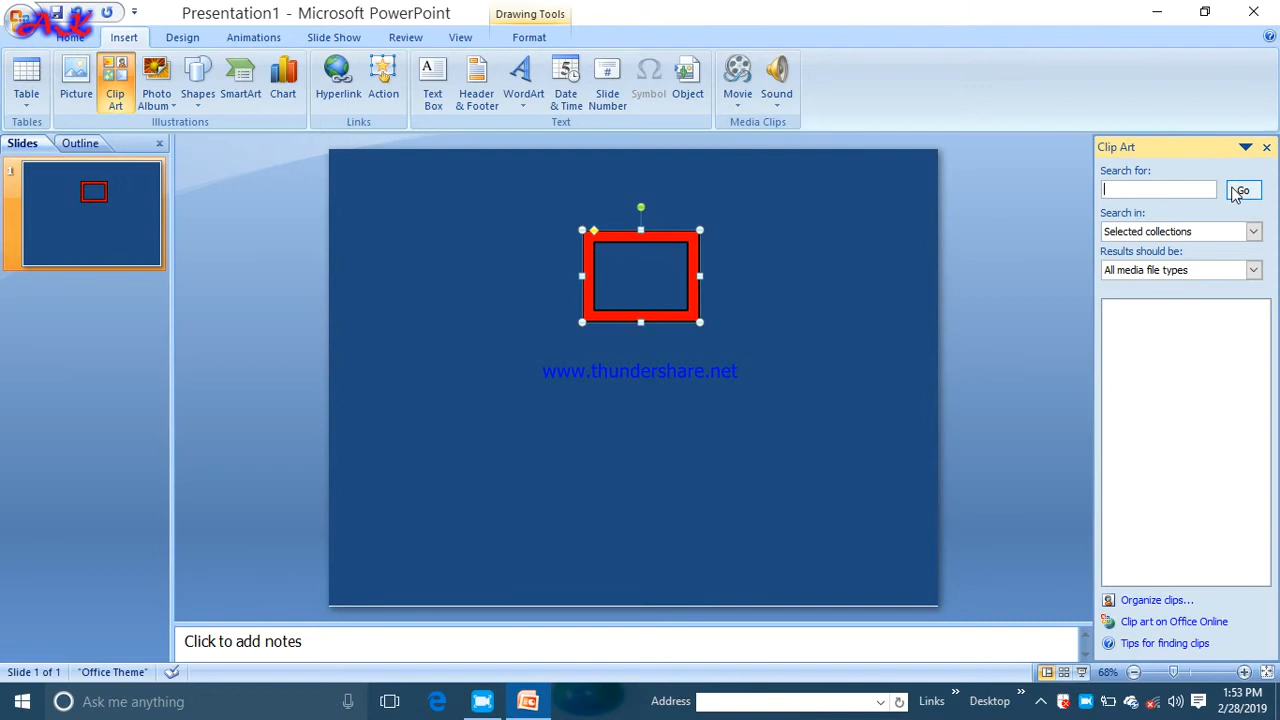 AK
Presentation1 - Microsoft PowerPoint
Drawing Tools
Home
Insert
Design
Animations
Slide Show
Review
View
Format
Table
Picture
Clip Art
Photo Album
Shapes
SmartArt
Chart
Hyperlink
Action
Text Box
Header & Footer
WordArt
Date & Time
Slide Number
Symbol
Object
Movie
Sound
Tables
Illustrations
Links
Text
Media Clips
Slides
Outline
1
Clip Art
Search for:
Go
Search in:
Selected collections
Results should be:
All media file types
www.thundershare.net
Organize clips...
Clip art on Office Online
Tips for finding clips
Click to add notes
Slide 1 of 1
"Office Theme"
68%
Ask me anything
Address
Links
Desktop
1:53 PM
2/28/2019